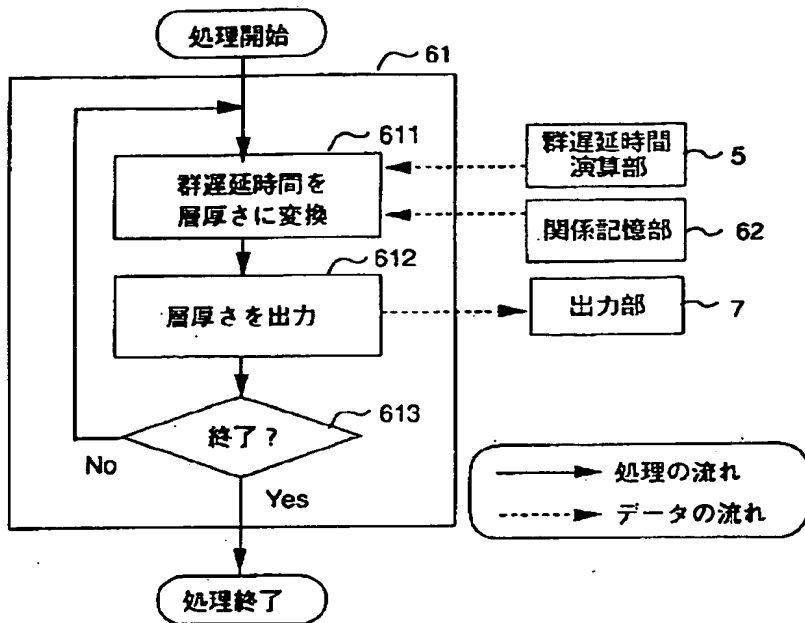 処理開始
61
611
群遅延時間を
層厚さに変換
群遅延時間
演算部
5
関係記憶部
62
612
層厚さを出力
出力部
7
613
終了？
No
Yes
処理の流れ
データの流れ
処理終了